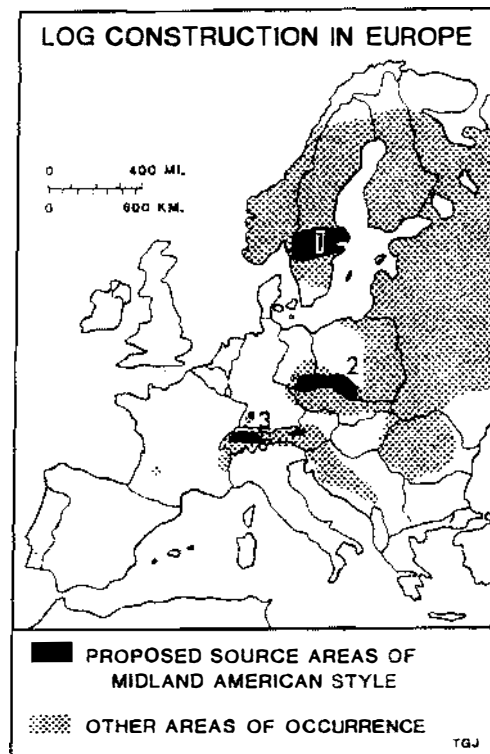 LOG CONSTRUCTION IN EUROPE
0 400 MI.
0 600 KM.
1
2
3
PROPOSED SOURCE AREAS OF
MIDLAND AMERICAN STYLE
OTHER AREAS OF OCCURRENCE
TGJ